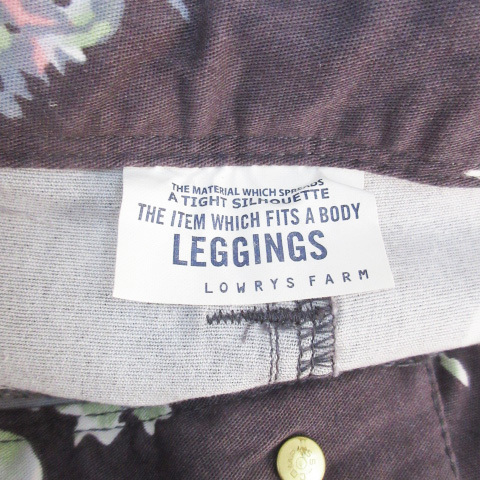 THE MATERIAL WHICH SPREADS
A TIGHT SILHOUETTE
THE ITEM WHICH FITS A BODY
LEGGINGS
LOWRYS FARM